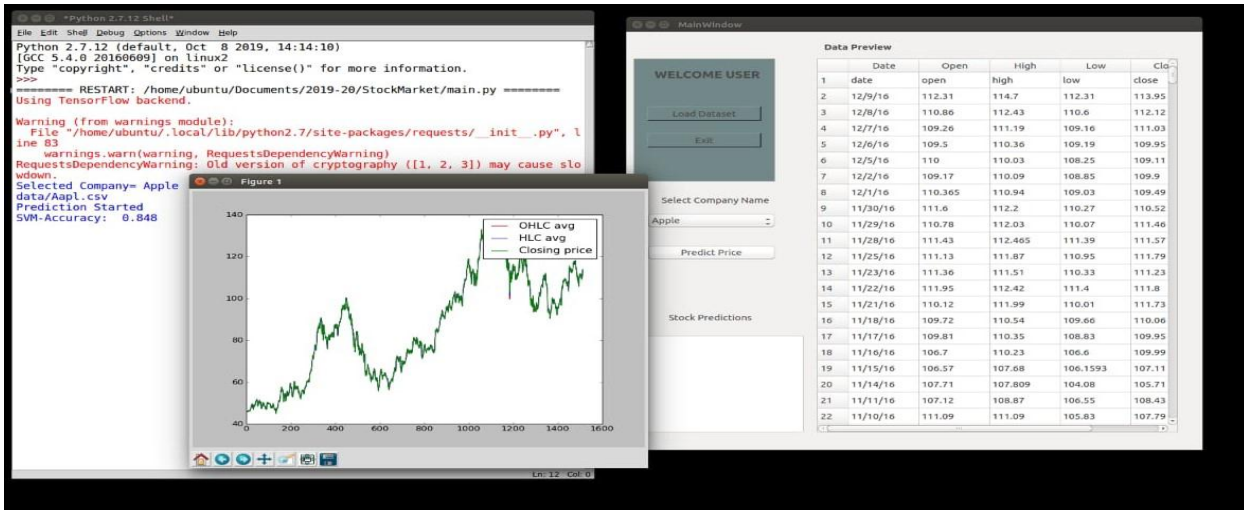 *Python 2.7.12 Shell*
File Edit Shell Debug Options Window Help
Python 2.7.12 (default, Oct 8 2019, 14:14:10)
[GCC 5.4.0 20160609] on linux2
Type "copyright", "credits" or "license()" for more information.
>>>
======== RESTART: /home/ubuntu/Documents/2019-20/StockMarket/main.py ========
Using TensorFlow backend.
Warning (from warnings module):
File "/home/ubuntu/.local/lib/python2.7/site-packages/requests/__init__.py", l
ine 83
warnings.warn(warning, RequestsDependencyWarning)
RequestsDependencyWarning: Old version of cryptography ([1, 2, 3]) may cause slo
wdown.
Selected Company= Apple
data/Aapl.csv
Prediction Started
SVM-Accuracy: 0.848
Ln: 12 Col: 0
Figure 1
OHLC avg
HLC avg
Closing price
140
120
100
80
60
40
0 200 400 600 800 1000 1200 1400 1600
MainWindow
WELCOME USER
Load Dataset
Exit
Select Company Name
Apple
Predict Price
Stock Predictions
Data Preview
Date Open High Low Clo
1 date open high low close
2 12/9/16 112.31 114.7 112.31 113.95
3 12/8/16 110.86 112.43 110.6 112.12
4 12/7/16 109.26 111.19 109.16 111.03
5 12/6/16 109.5 110.36 109.19 109.95
6 12/5/16 110 110.03 108.25 109.11
7 12/2/16 109.17 110.09 108.85 109.9
8 12/1/16 110.365 110.94 109.03 109.49
9 11/30/16 111.6 112.2 110.27 110.52
10 11/29/16 110.78 112.03 110.07 111.46
11 11/28/16 111.43 112.465 111.39 111.57
12 11/25/16 111.13 111.87 110.95 111.79
13 11/23/16 111.36 111.51 110.33 111.23
14 11/22/16 111.95 112.42 111.4 111.8
15 11/21/16 110.12 111.99 110.01 111.73
16 11/18/16 109.72 110.54 109.66 110.06
17 11/17/16 109.81 110.35 108.83 109.95
18 11/16/16 106.7 110.23 106.6 109.99
19 11/15/16 106.57 107.68 106.1593 107.11
20 11/14/16 107.71 107.809 104.08 105.71
21 11/11/16 107.12 108.87 106.55 108.43
22 11/10/16 111.09 111.09 105.83 107.79